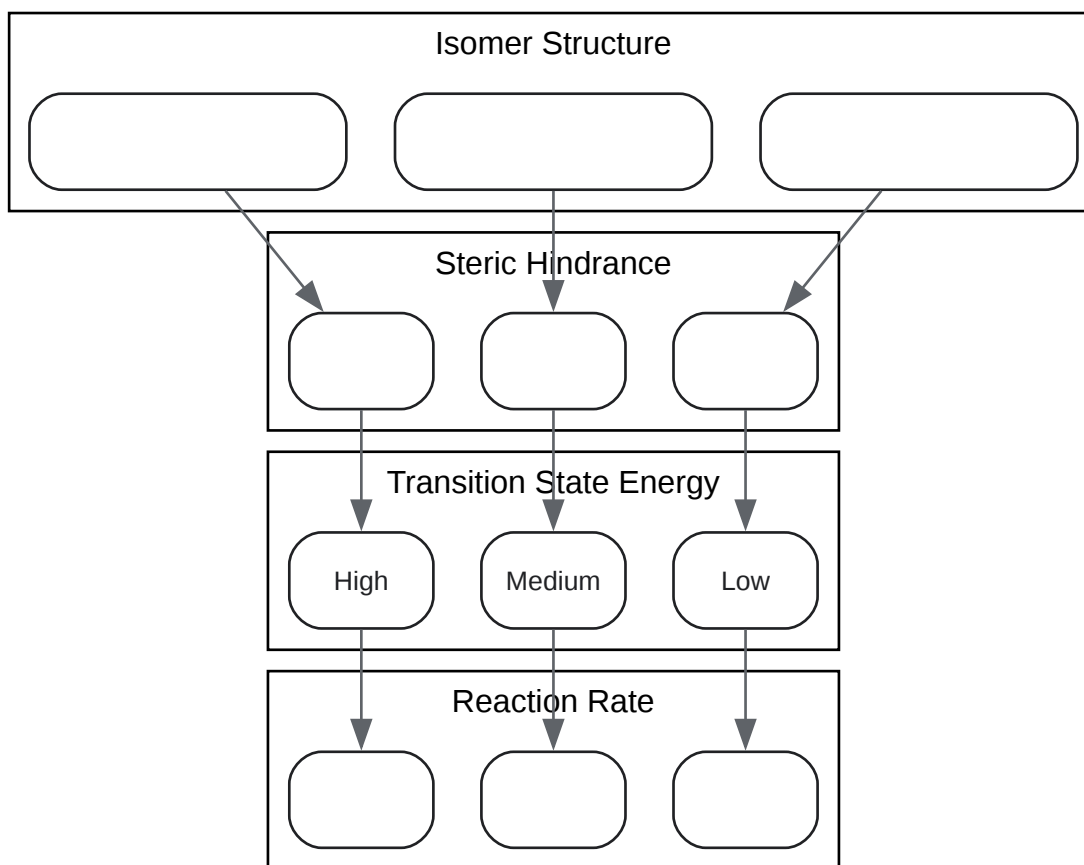 Isomer Structure
Steric Hindrance
Transition State Energy
High
Medium
Low
Reaction Rate